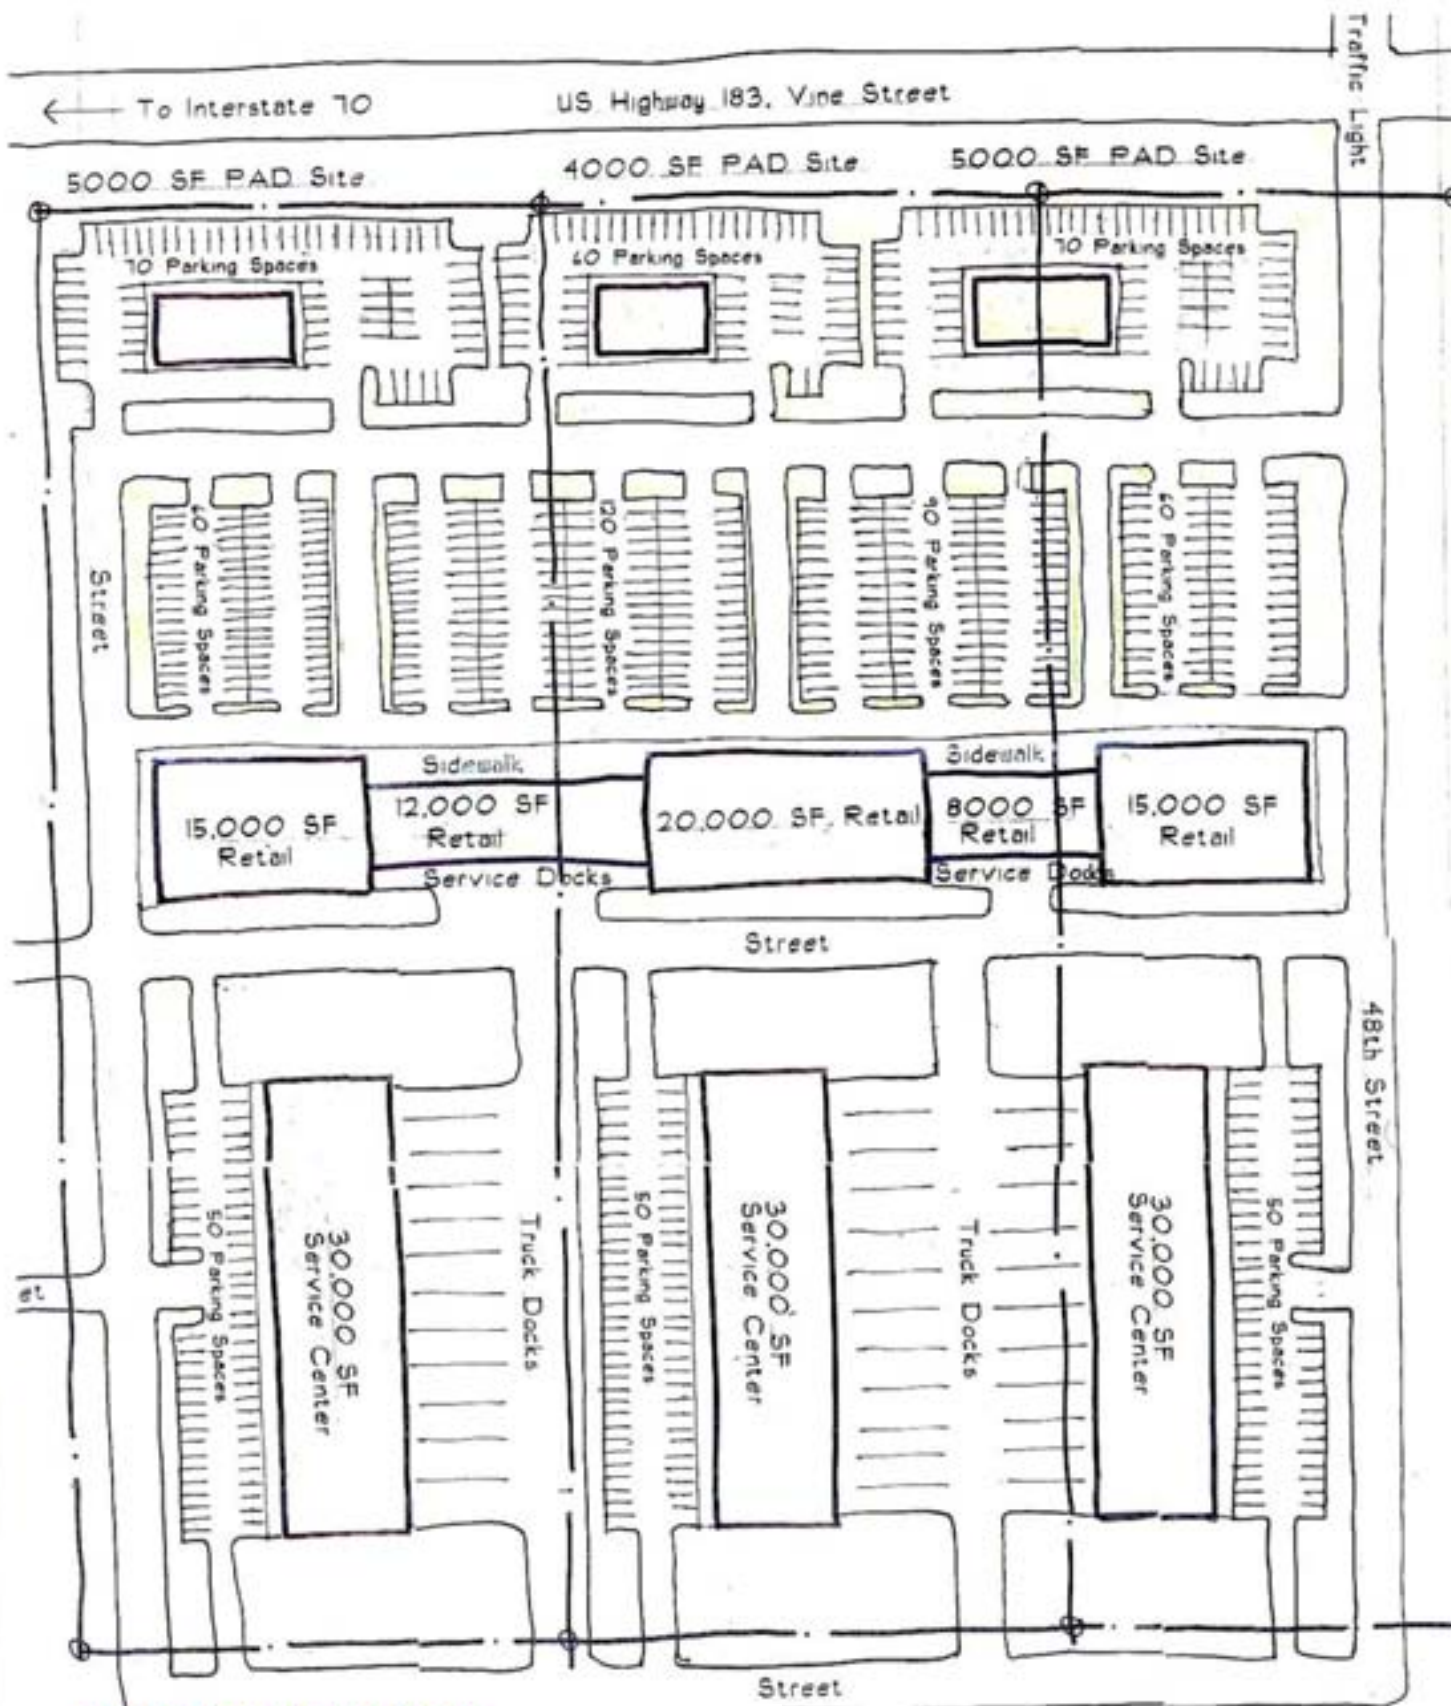 Traffic Light
← To Interstate 70
US Highway 183, Vine Street
5000 SF PAD Site
4000 SF PAD Site
5000 SF PAD Site
70 Parking Spaces
60 Parking Spaces
70 Parking Spaces
Street
60 Parking Spaces
120 Parking Spaces
90 Parking Spaces
60 Parking Spaces
Sidewalk
Sidewalk
15,000 SF
Retail
12,000 SF
Retail
20,000 SF, Retail
8000 SF
Retail
15,000 SF
Retail
Service Docks
Service Docks
Street
48th Street
50 Parking Spaces
30,000 SF
Service Center
Truck Docks
50 Parking Spaces
30,000 SF
Service Center
Truck Docks
30,000 SF
Service Center
50 Parking Spaces
Street